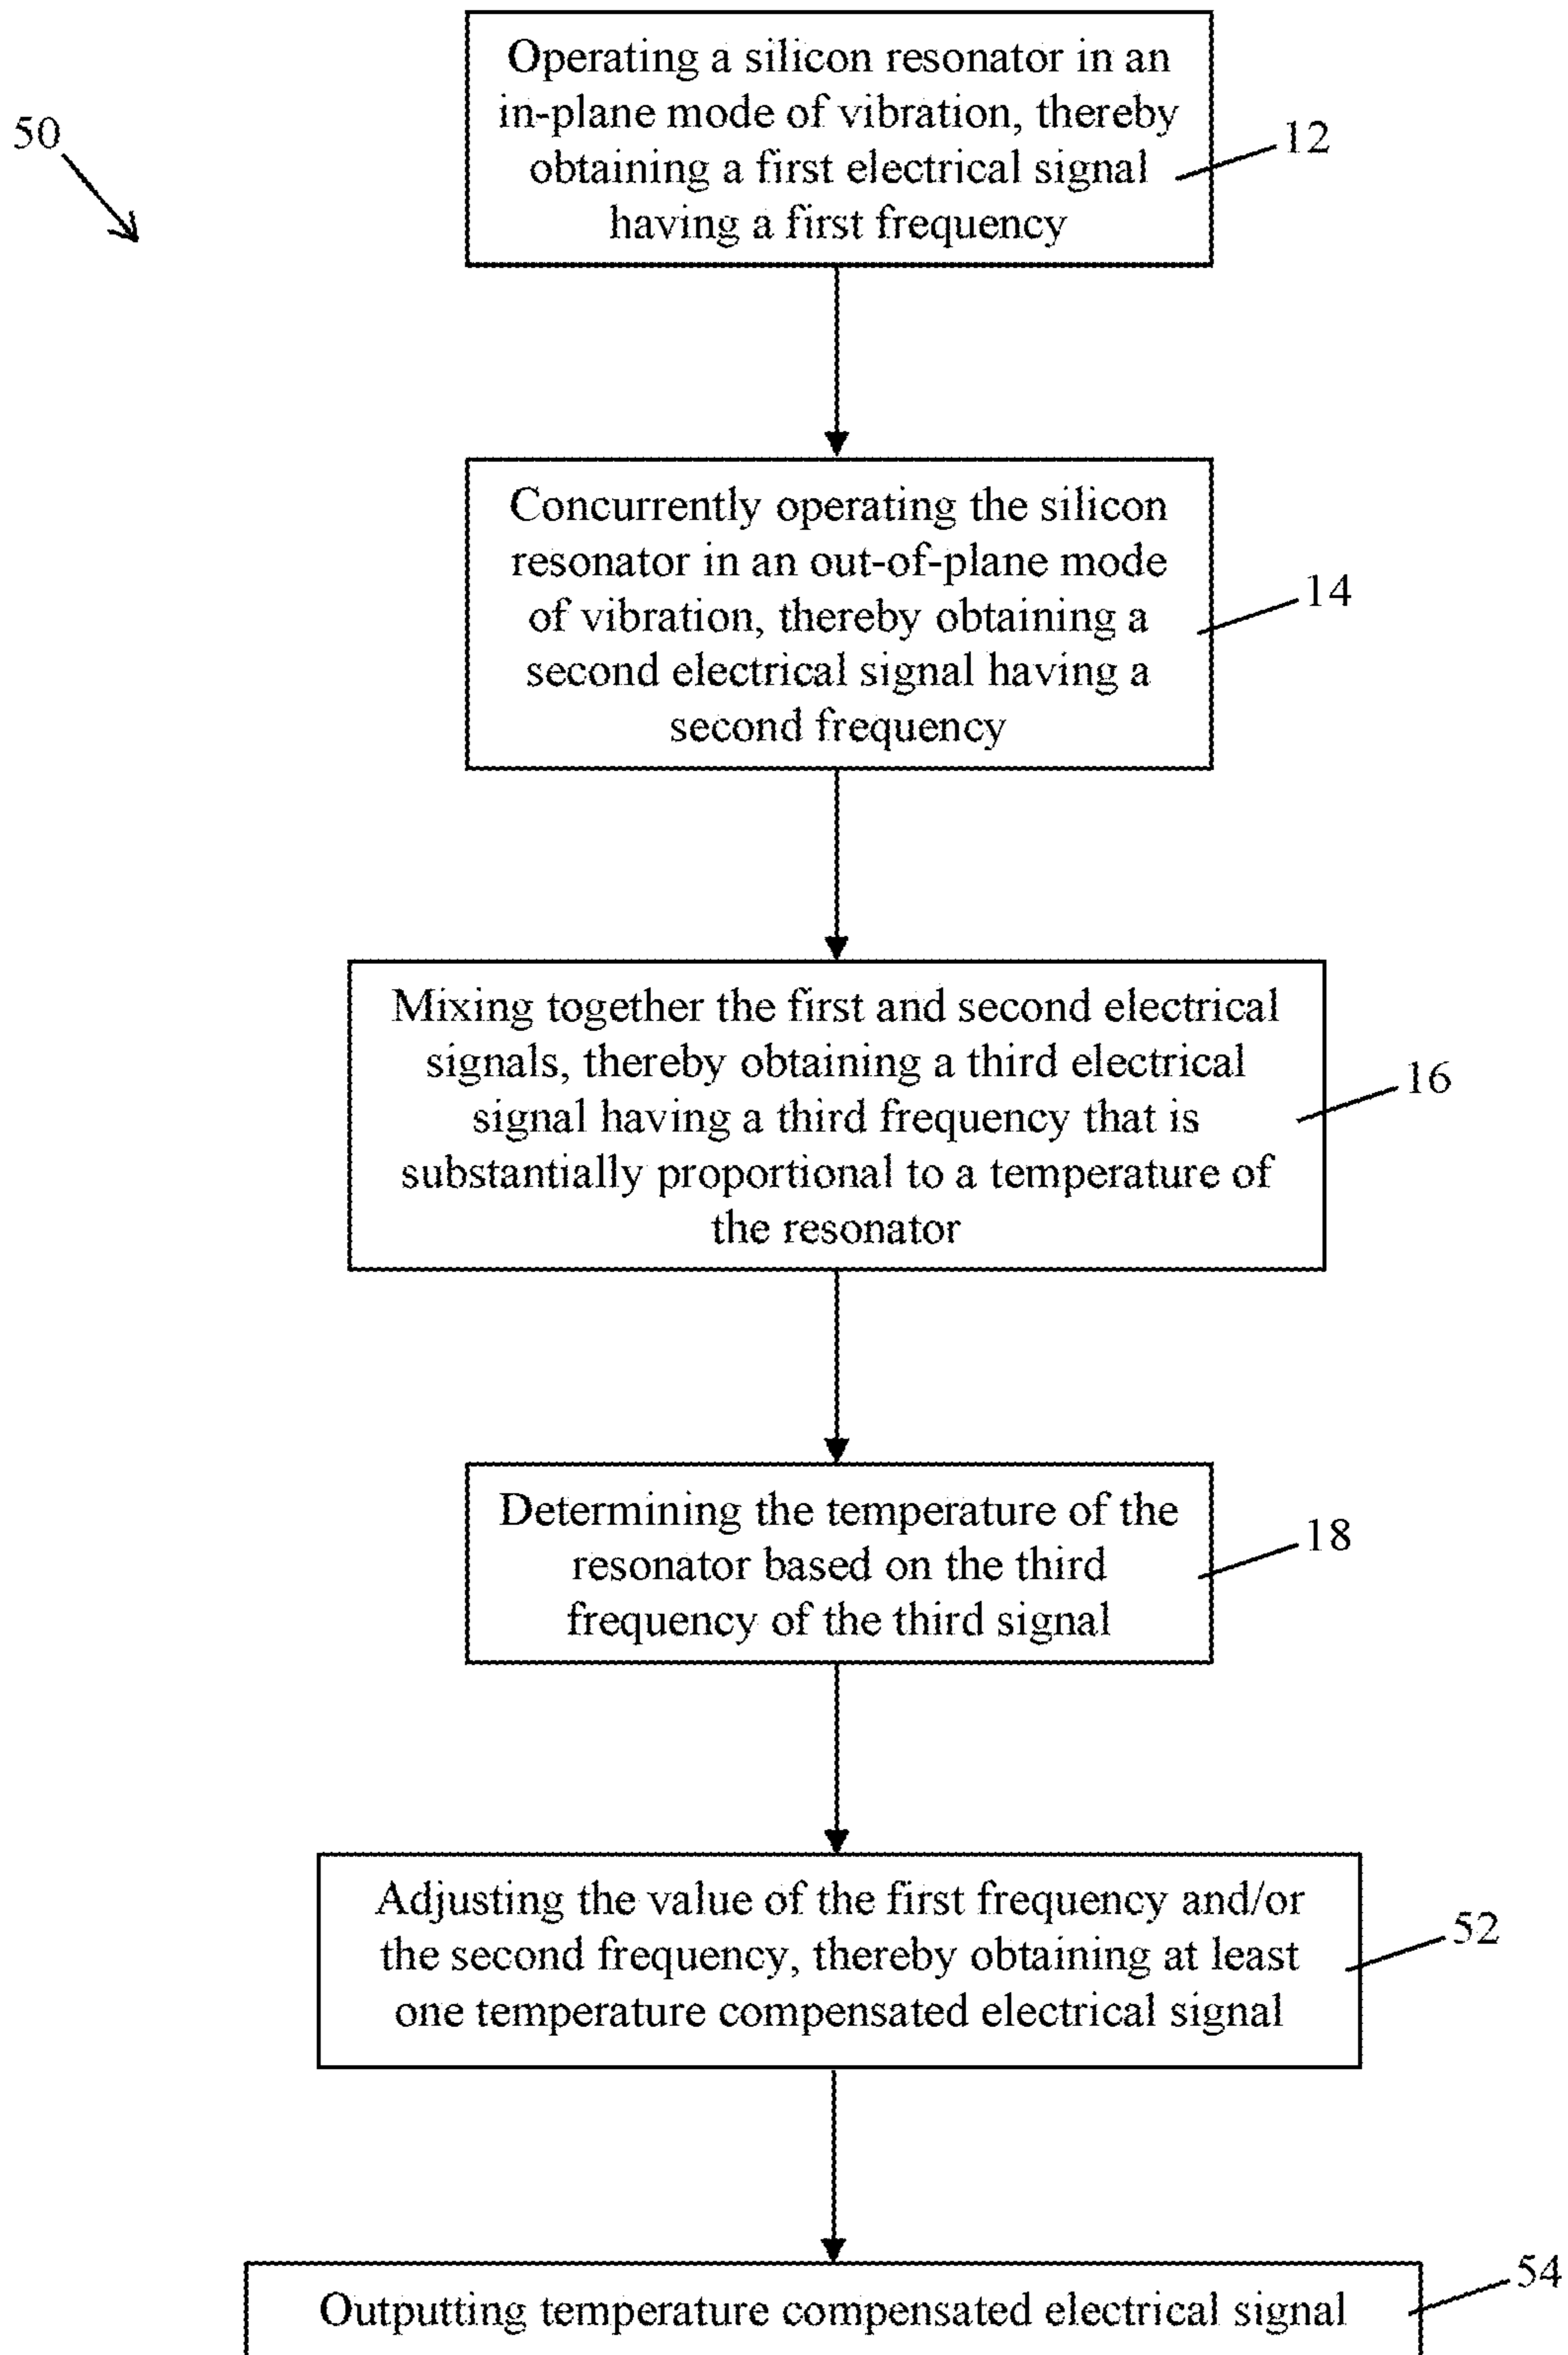 50
Operating a silicon resonator in an
in-plane mode of vibration, thereby
obtaining a first electrical signal
having a first frequency
12
Concurrently operating the silicon
resonator in an out-of-plane mode
of vibration, thereby obtaining a
second electrical signal having a
second frequency
14
Mixing together the first and second electrical
signals, thereby obtaining a third electrical
signal having a third frequency that is
substantially proportional to a temperature of
the resonator
16
Determining the temperature of the
resonator based on the third
frequency of the third signal
18
Adjusting the value of the first frequency and/or
the second frequency, thereby obtaining at least
one temperature compensated electrical signal
52
Outputting temperature compensated electrical signal
54